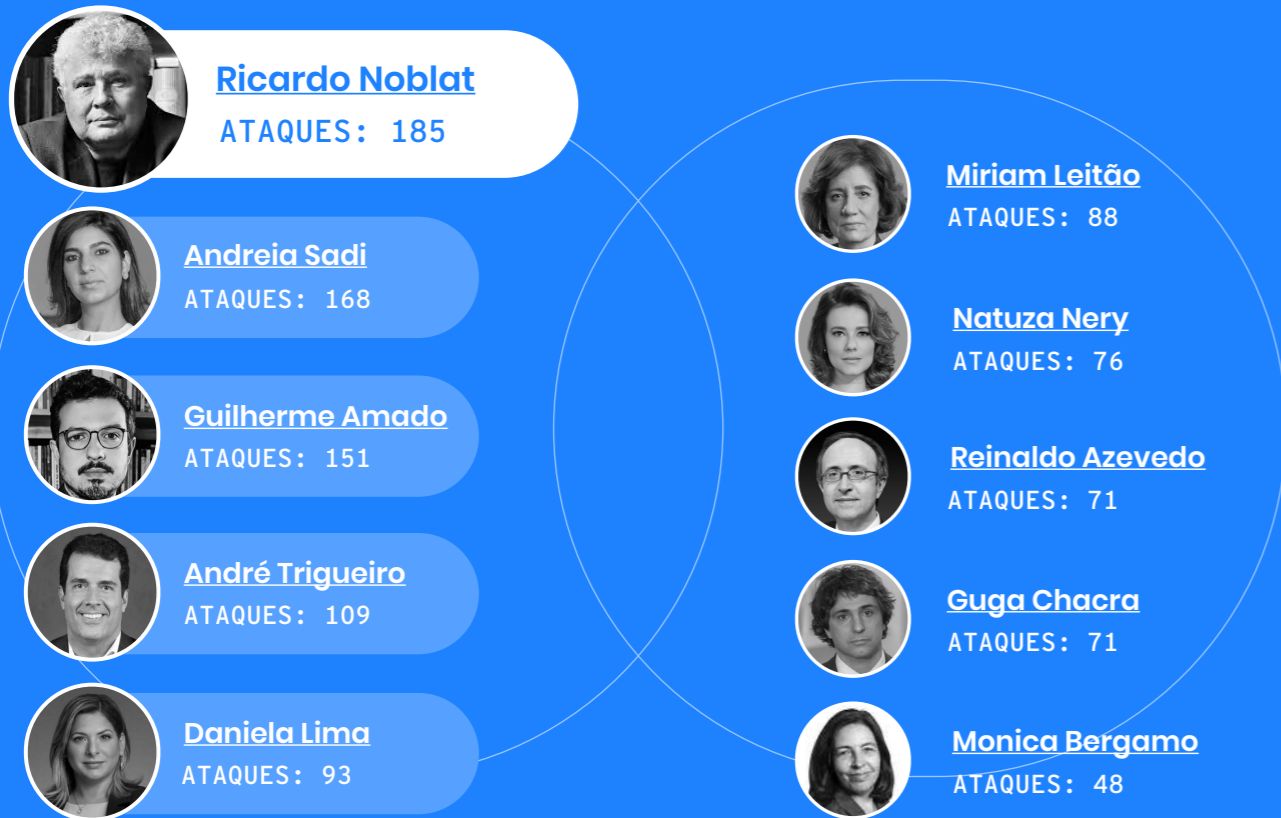 Ricardo Noblat
ATAQUES: 185
Andreia Sadi
ATAQUES: 168
Guilherme Amado
ATAQUES: 151
André Trigueiro
ATAQUES: 109
Daniela Lima
ATAQUES: 93
Miriam Leitão
ATAQUES: 88
Natuza Nery
ATAQUES: 76
Reinaldo Azevedo
ATAQUES: 71
Guga Chacra
ATAQUES: 71
Monica Bergamo
ATAQUES: 48